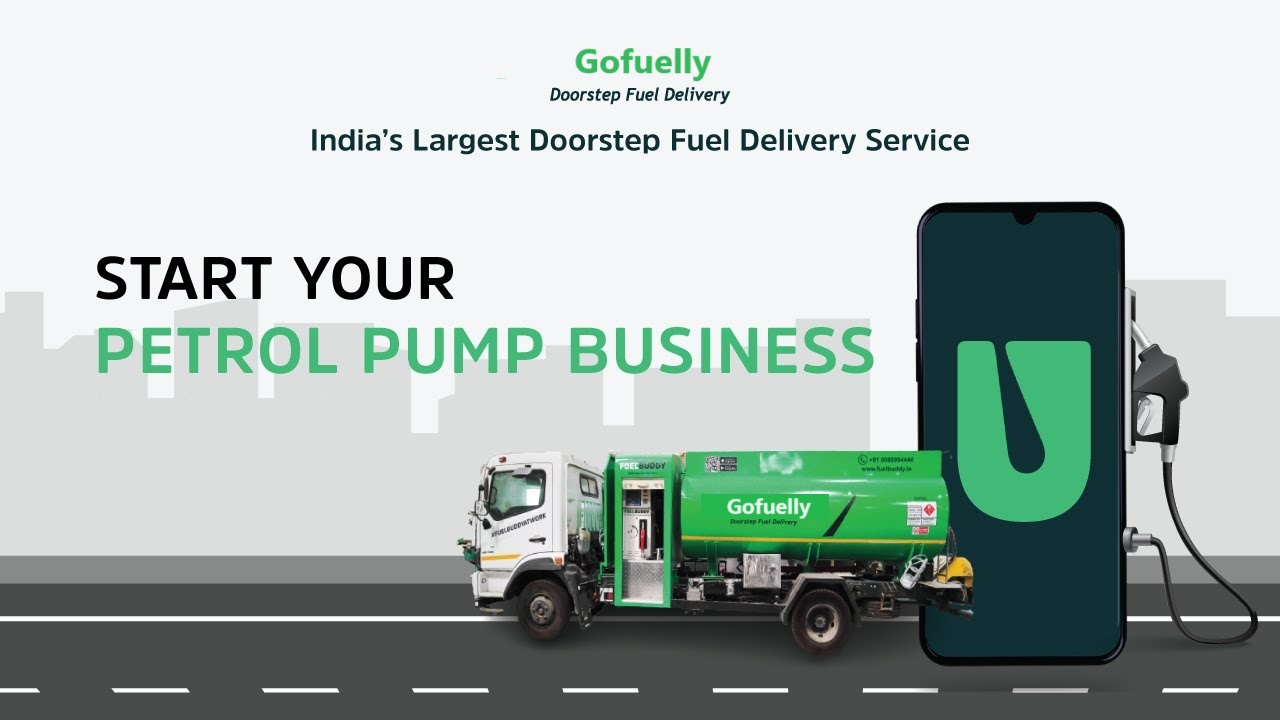 Gofuelly
Doorstep Fuel Delivery
India's Largest Doorstep Fuel Delivery Service
START YOUR
PETROL PUMP BUSINESS
FUELBUDDY
www.fuelbuddy.in
#FUELBUDDYATWORK
FUELBUDDY
Gofuelly
Doorstep Fuel Delivery